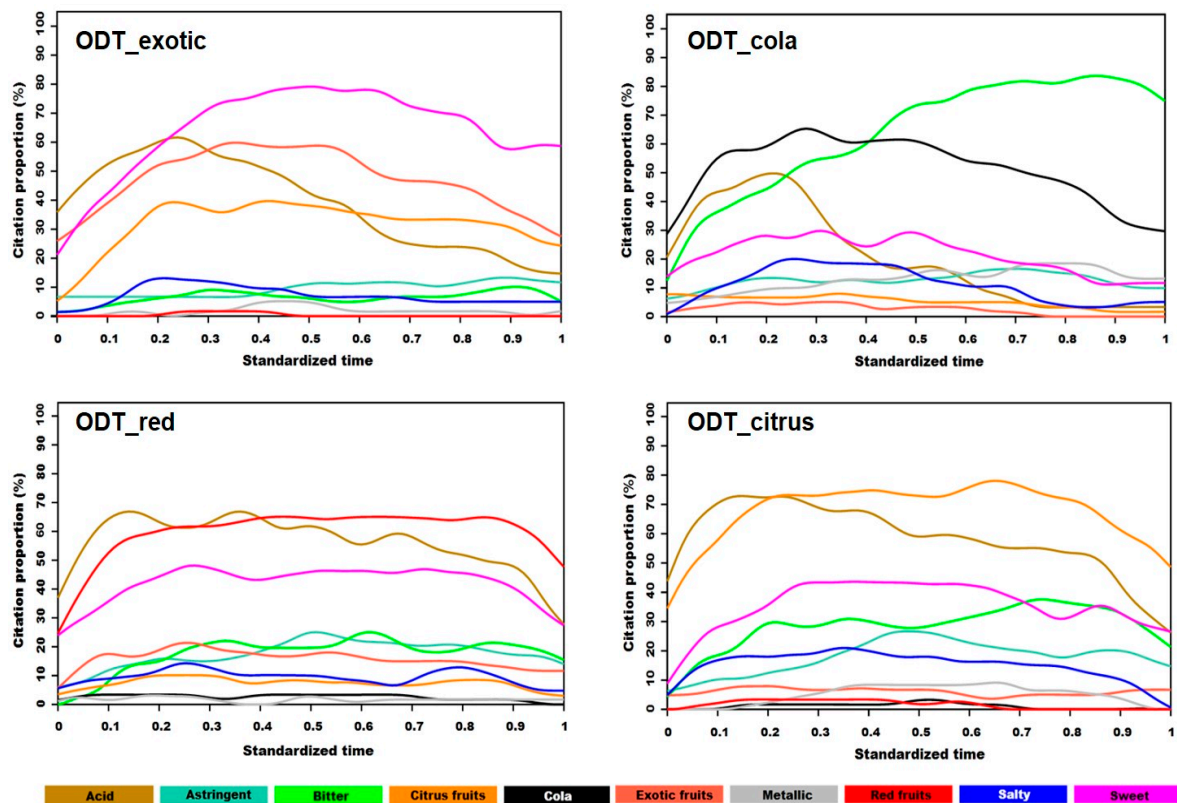 ODT_exotic
Citation proportion (%)
100
90
80
70
60
50
40
30
20
10
0
0 0.1 0.2 0.3 0.4 0.5 0.6 0.7 0.8 0.9 1
Standardized time
ODT_cola
Citation proportion (%)
100
90
80
70
60
50
40
30
20
10
0
0 0.1 0.2 0.3 0.4 0.5 0.6 0.7 0.8 0.9 1
Standardized time
ODT_red
Citation proportion (%)
100
90
80
70
60
50
40
30
20
10
0
0 0.1 0.2 0.3 0.4 0.5 0.6 0.7 0.8 0.9 1
Standardized time
ODT_citrus
Citation proportion (%)
100
90
80
70
60
50
40
30
20
10
0
0 0.1 0.2 0.3 0.4 0.5 0.6 0.7 0.8 0.9 1
Standardized time
Acid Astringent Bitter Citrus fruits Cola Exotic fruits Metallic Red fruits Salty Sweet